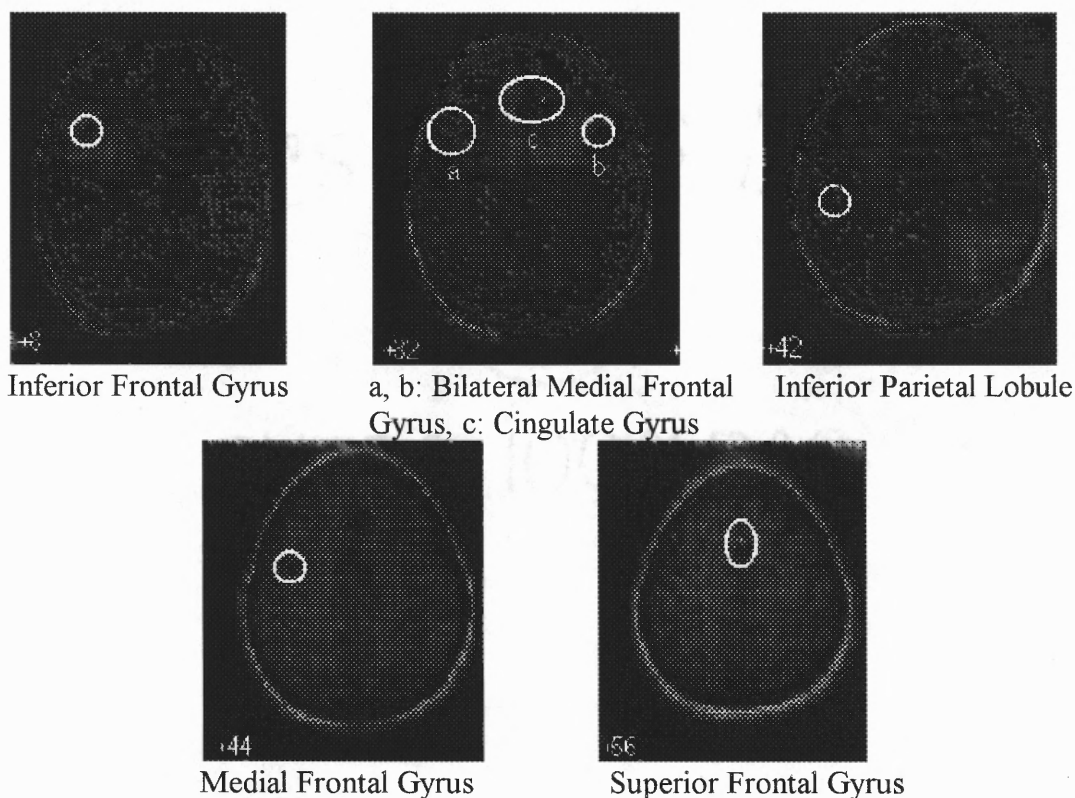 +8
+32
a
c
b
+42
Inferior Frontal Gyrus
a, b: Bilateral Medial Frontal
Gyrus, c: Cingulate Gyrus
Inferior Parietal Lobule
+44
+56
Medial Frontal Gyrus
Superior Frontal Gyrus